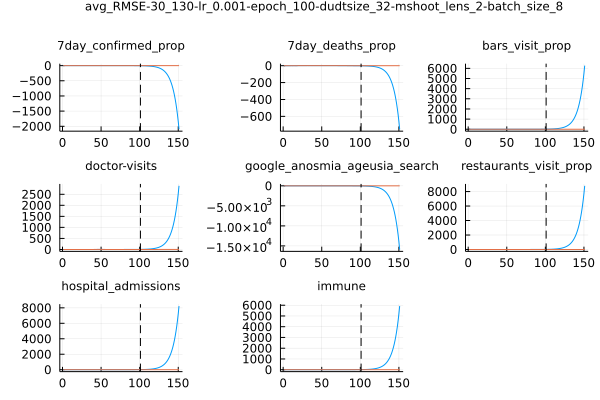 avg_RMSE-30_130-lr_0.001-epoch_100-dudtsize_32-mshoot_lens_2-batch_size_8
7day_confirmed_prop
0
−500
−1000
−1500
−2000
0 50 100 150
7day_deaths_prop
0
−200
−400
−600
0 50 100 150
bars_visit_prop
6000
5000
4000
3000
2000
1000
0
0 50 100 150
doctor-visits
2500
2000
1500
1000
500
0
0 50 100 150
google_anosmia_ageusia_search
0
−5.00×10³
−1.00×10⁴
−1.50×10⁴
0 50 100 150
restaurants_visit_prop
8000
6000
4000
2000
0
0 50 100 150
hospital_admissions
8000
6000
4000
2000
0
0 50 100 150
immune
6000
5000
4000
3000
2000
1000
0
0 50 100 150